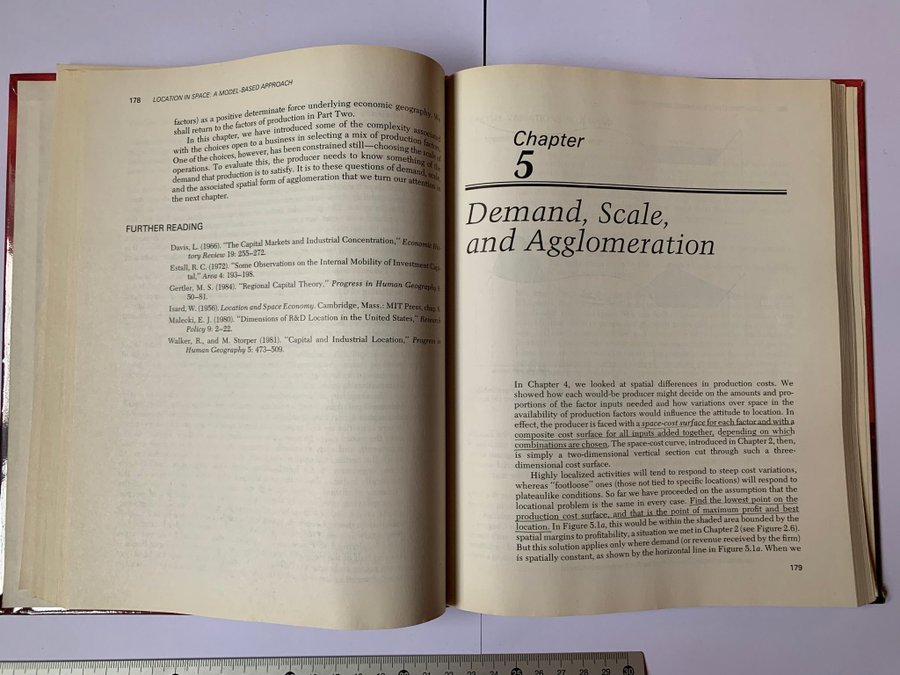 178 LOCATION IN SPACE: A MODEL-BASED APPROACH
factors) as a positive determinate force underlying economic geography. We
shall return to the factors of production in Part Two.
In this chapter, we have introduced some of the complexity associated
with the choices open to a business in selecting a mix of production factors.
One of the choices, however, has been constrained still—choosing the scale of
operations. To evaluate this, the producer needs to know something of the
demand that production is to satisfy. It is to these questions of demand, scale,
and the associated spatial form of agglomeration that we turn our attention in
the next chapter.
FURTHER READING
Davis, L. (1966). "The Capital Markets and Industrial Concentration," Economic His-
tory Review 19: 255–272.
Estall, R. C. (1972). "Some Observations on the Internal Mobility of Investment Capi-
tal," Area 4: 193–198.
Gertler, M. S. (1984). "Regional Capital Theory," Progress in Human Geography
50–81.
Isard, W. (1956). Location and Space Economy. Cambridge, Mass.: MIT Press, chap.
Malecki, E. J. (1980). "Dimensions of R&D Location in the United States," Research
Policy 9: 2–22.
Walker, R., and M. Storper (1981). "Capital and Industrial Location," Progress in
Human Geography 5: 473–509.
Chapter
5
Demand, Scale,
and Agglomeration
In Chapter 4, we looked at spatial differences in production costs. We
showed how each would-be producer might decide on the amounts and pro-
portions of the factor inputs needed and how variations over space in the
availability of production factors would influence the attitude to location. In
effect, the producer is faced with a space-cost surface for each factor and with a
composite cost surface for all inputs added together, depending on which
combinations are chosen. The space-cost curve, introduced in Chapter 2, then,
is simply a two-dimensional vertical section cut through such a three-
dimensional cost surface.
Highly localized activities will tend to respond to steep cost variations,
whereas "footloose" ones (those not tied to specific locations) will respond to
plateaulike conditions. So far we have proceeded on the assumption that the
locational problem is the same in every case. Find the lowest point on the
production cost surface, and that is the point of maximum profit and best
location. In Figure 5.1a, this would be within the shaded area bounded by the
spatial margins to profitability, a situation we met in Chapter 2 (see Figure 2.6).
But this solution applies only where demand (or revenue received by the firm)
is spatially constant, as shown by the horizontal line in Figure 5.1a. When we
179
21 22 23 24 25 26 27 28 29 30